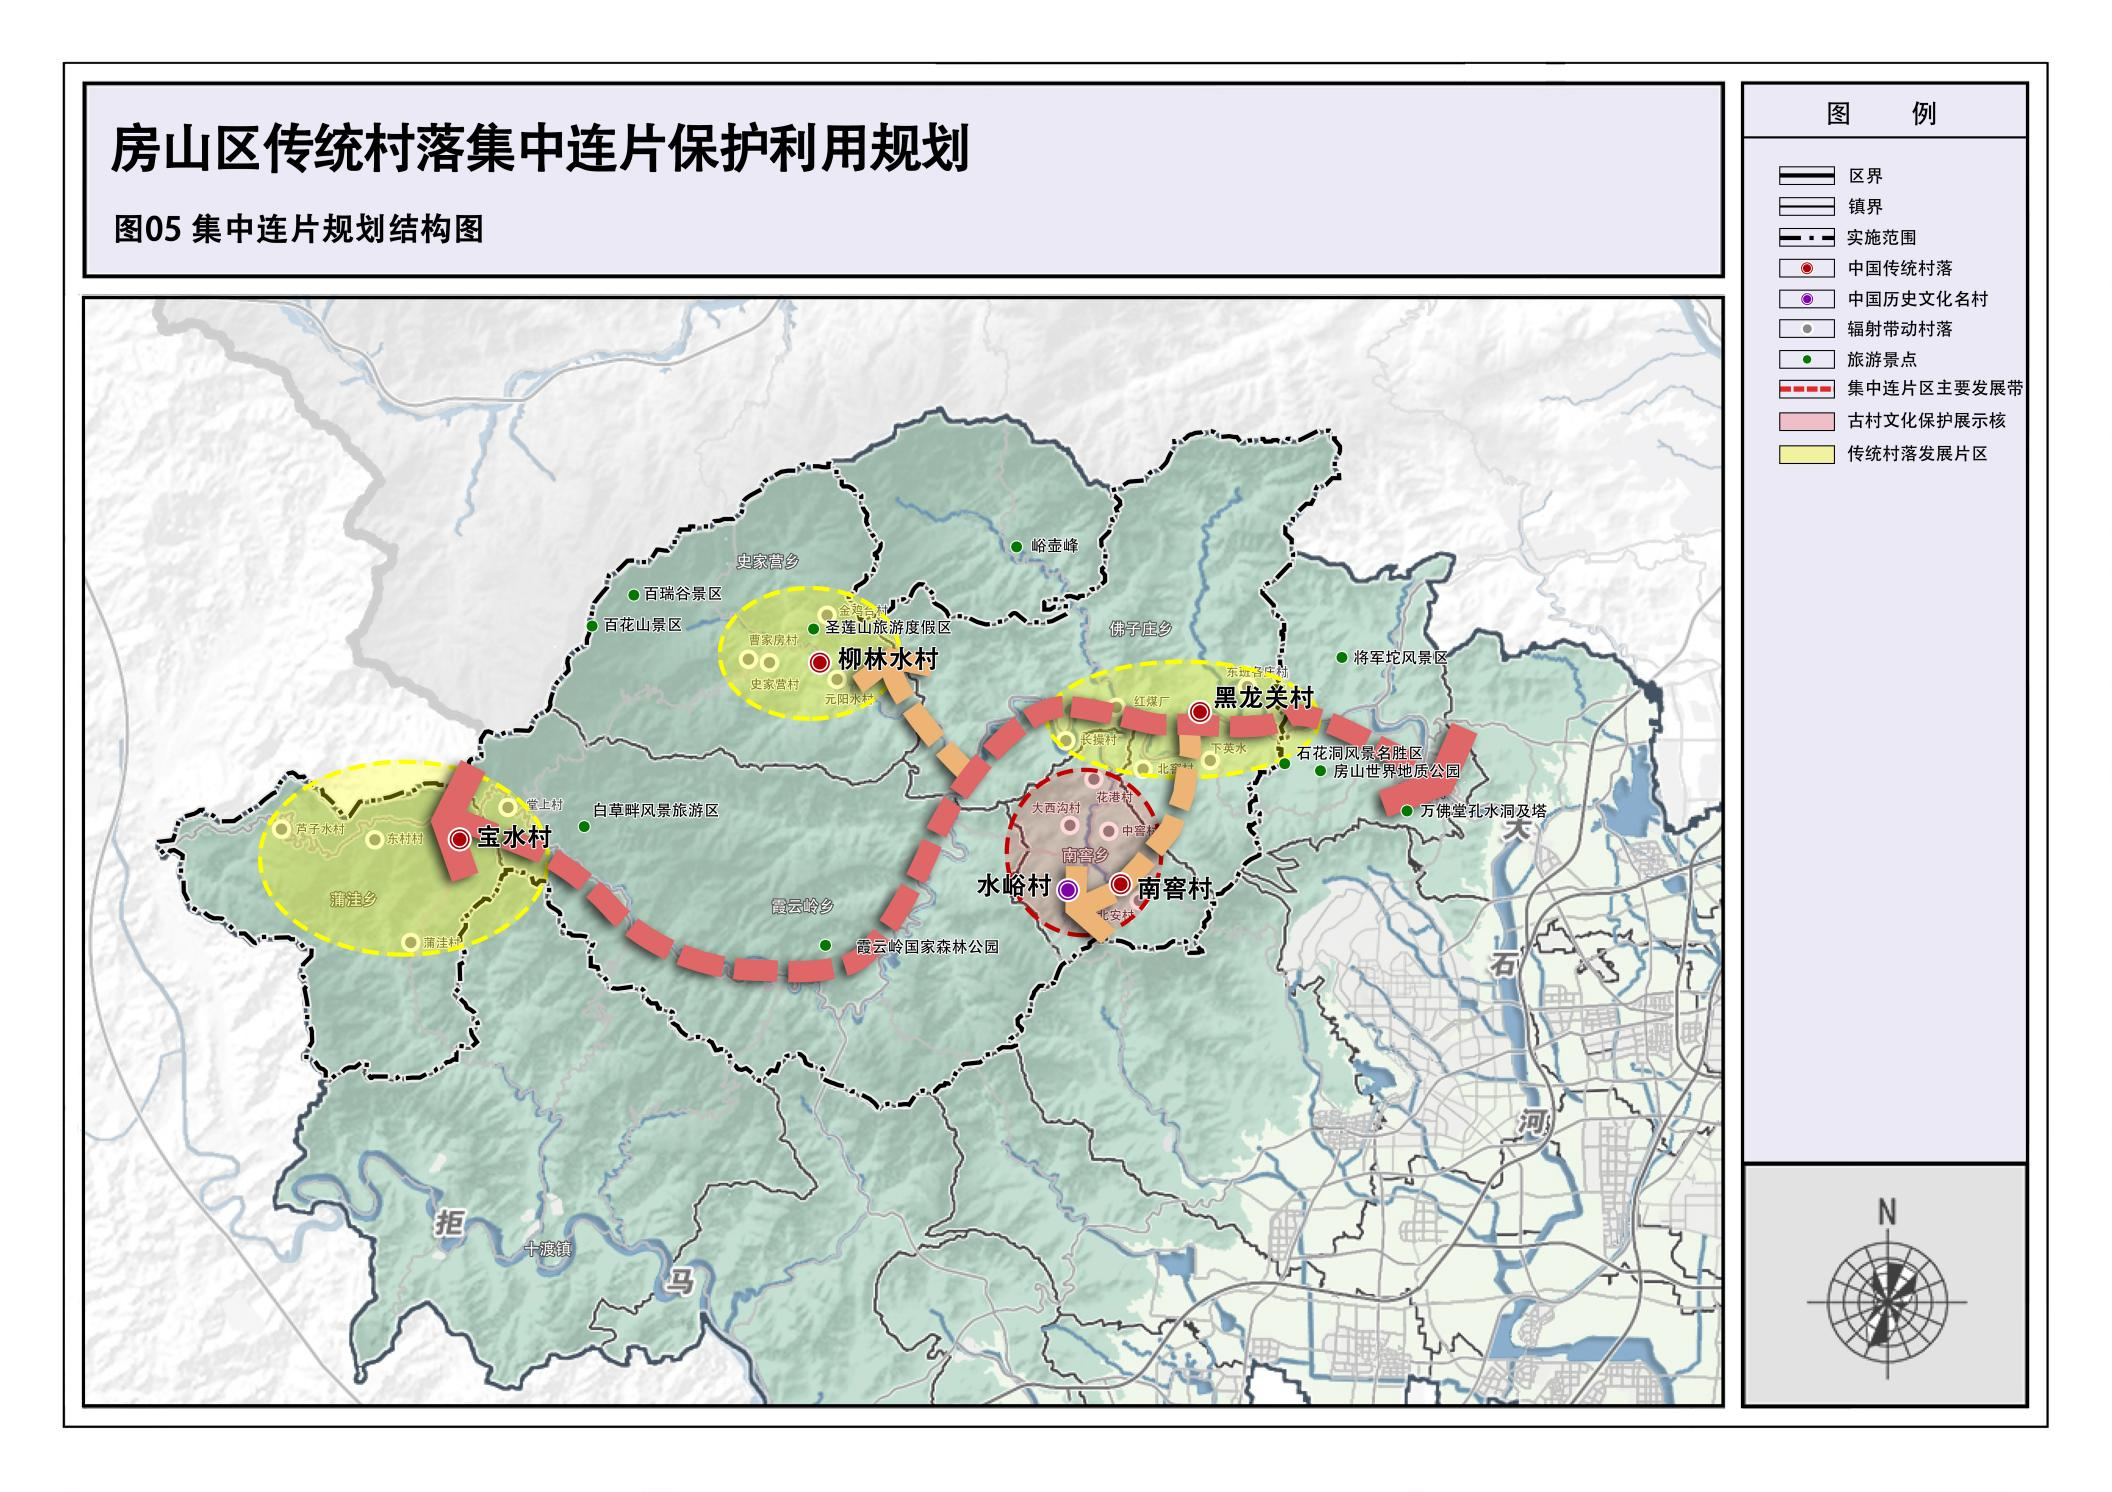 房山区传统村落集中连片保护利用规划
图05 集中连片规划结构图
图 例
区界
镇界
实施范围
中国传统村落
中国历史文化名村
辐射带动村落
旅游景点
集中连片区主要发展带
古村文化保护展示核
传统村落发展片区
N
峪壶峰
史家营乡
百瑞谷景区
百花山景区
金鸡台村
圣莲山旅游度假区
佛子庄乡
曹家房村
柳林水村
将军坨风景区
史家营村
元阳水村
东班各庄村
红煤厂
黑龙关村
长操村
下英水
石花洞风景名胜区
北窖村
房山世界地质公园
花港村
大西沟村
堂上村
白草畔风景旅游区
万佛堂孔水洞及塔
大
芦子水村
东村村
宝水村
中窖村
南窖乡
水峪村
南窖村
蒲洼乡
霞云岭乡
北安村
蒲洼村
霞云岭国家森林公园
石
河
拒
十渡镇
马